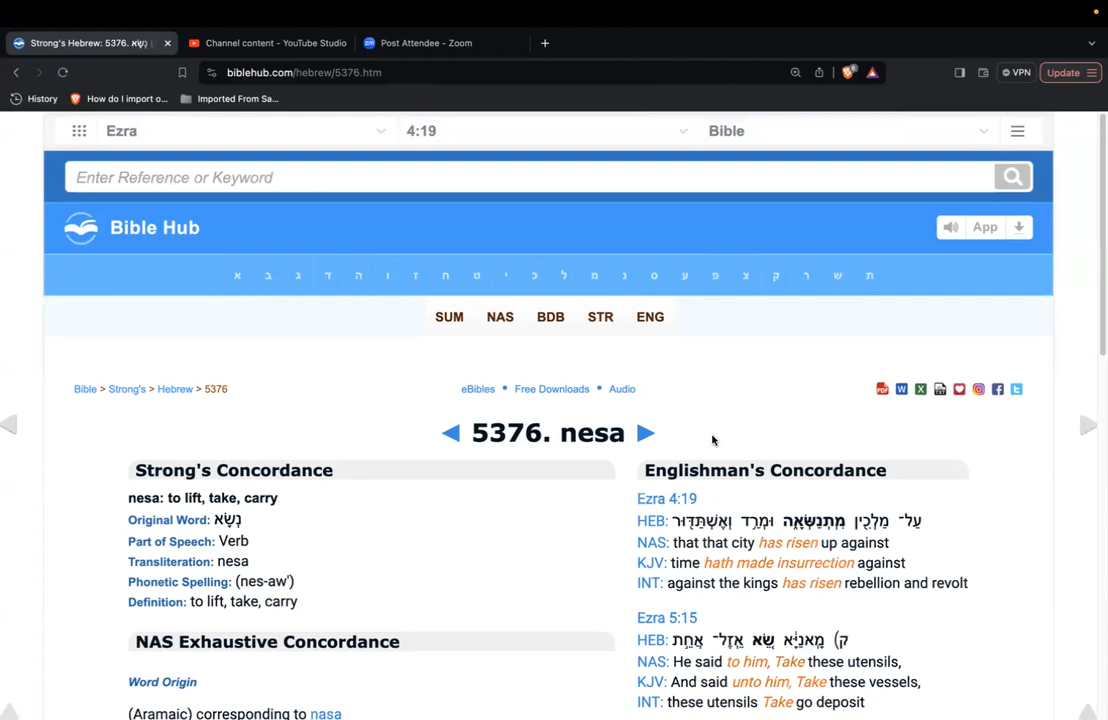 Strong's Hebrew: 5376. נְשָׂא
Channel content - YouTube Studio
Post Attendee - Zoom
biblehub.com/hebrew/5376.htm
6
VPN
Update
History
How do I import o...
Imported From Sa...
Ezra
4:19
Bible
Enter Reference or Keyword
Bible Hub
App
א ב ג ד ה ו ז ח ט י כ ל מ נ ס ע פ צ ק ר ש ת
SUM NAS BDB STR ENG
Bible > Strong's > Hebrew > 5376
eBibles • Free Downloads • Audio
5376. nesa
Strong's Concordance
nesa: to lift, take, carry
Original Word: נְשָׂא
Part of Speech: Verb
Transliteration: nesa
Phonetic Spelling: (nes-aw')
Definition: to lift, take, carry
NAS Exhaustive Concordance
Word Origin
(Aramaic) corresponding to nasa
Englishman's Concordance
Ezra 4:19
HEB: עַל־ מַלְכִ֖ין מִֽתְנַשְּׂאָ֑ה וּמְרַ֥ד וְאֶשְׁתַּדּ֖וּר
NAS: that that city has risen up against
KJV: time hath made insurrection against
INT: against the kings has risen rebellion and revolt
Ezra 5:15
HEB: ק) מָֽאנַיָּ֔א שֵׂ֚א אֵֽזֶל־ אֲחֵ֣ת
NAS: He said to him, Take these utensils,
KJV: And said unto him, Take these vessels,
INT: these utensils Take go deposit